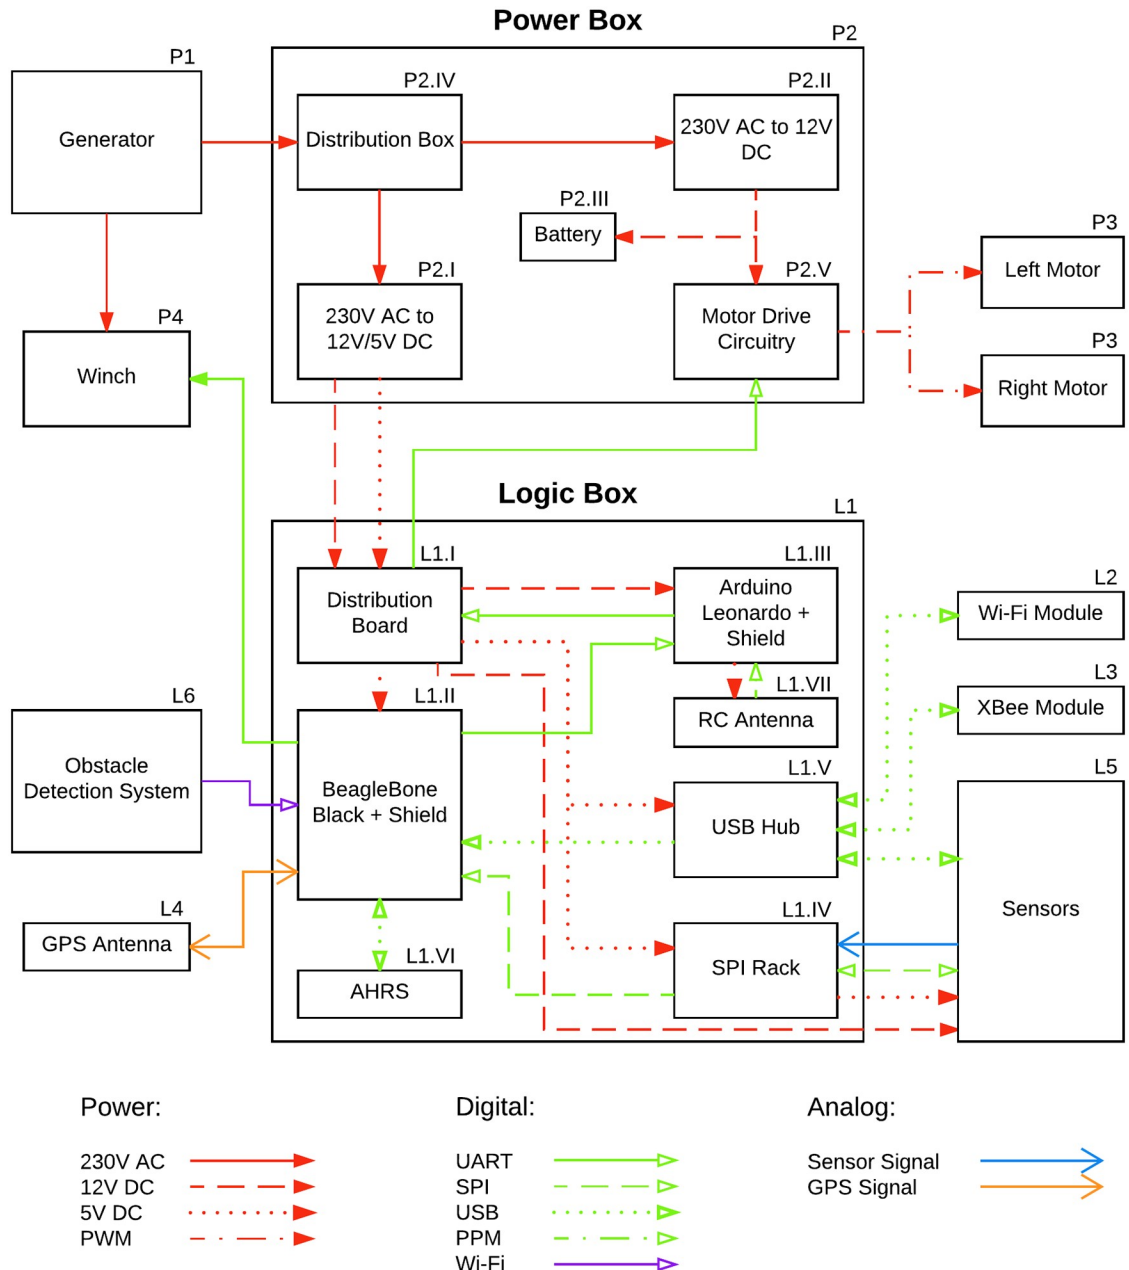 Power Box
P2
P1
Generator
P2.IV
Distribution Box
P2.II
230V AC to 12V
DC
P2.III
Battery
P2.I
230V AC to
12V/5V DC
P2.V
Motor Drive
Circuitry
P3
Left Motor
P3
Right Motor
P4
Winch
Logic Box
L1
L1.I
Distribution
Board
L1.III
Arduino
Leonardo +
Shield
L2
Wi-Fi Module
L1.II
BeagleBone
Black + Shield
L1.VII
RC Antenna
L3
XBee Module
L6
Obstacle
Detection System
L1.V
USB Hub
L5
Sensors
L4
GPS Antenna
L1.VI
AHRS
L1.IV
SPI Rack
Power:
230V AC
12V DC
5V DC
PWM
Digital:
UART
SPI
USB
PPM
Wi-Fi
Analog:
Sensor Signal
GPS Signal